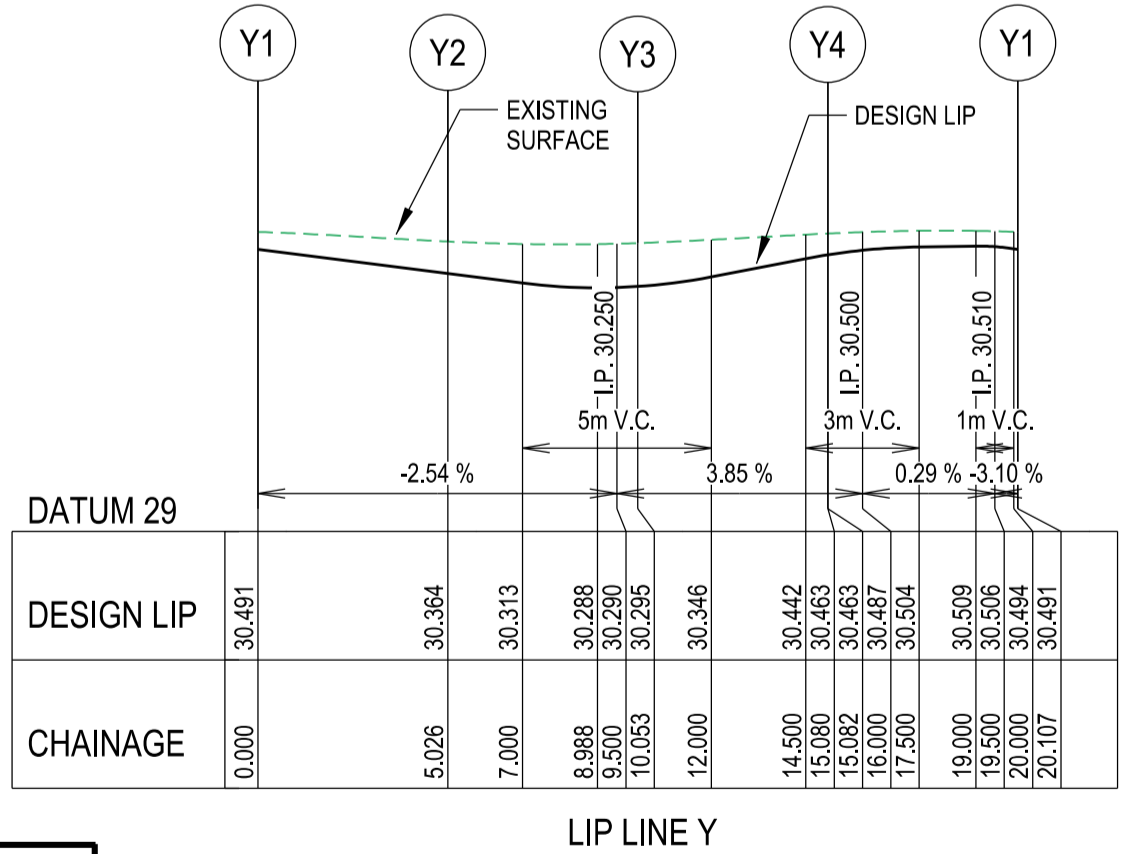 Y1 Y2 Y3 Y4 Y1
EXISTING
SURFACE
DESIGN LIP
I.P. 30.250
I.P. 30.500
I.P. 30.510
5m V.C. 3m V.C. 1m V.C.
-2.54 % 3.85 % 0.29 % -3.10 %
DATUM 29
DESIGN LIP 30.491 30.364 30.313 30.288 30.290 30.295 30.346 30.442 30.463 30.463 30.487 30.504 30.509 30.506 30.494 30.491
CHAINAGE 0.000 5.026 7.000 8.988 9.500 10.053 12.000 14.500 15.080 15.082 16.000 17.500 19.000 19.500 20.000 20.107
LIP LINE Y